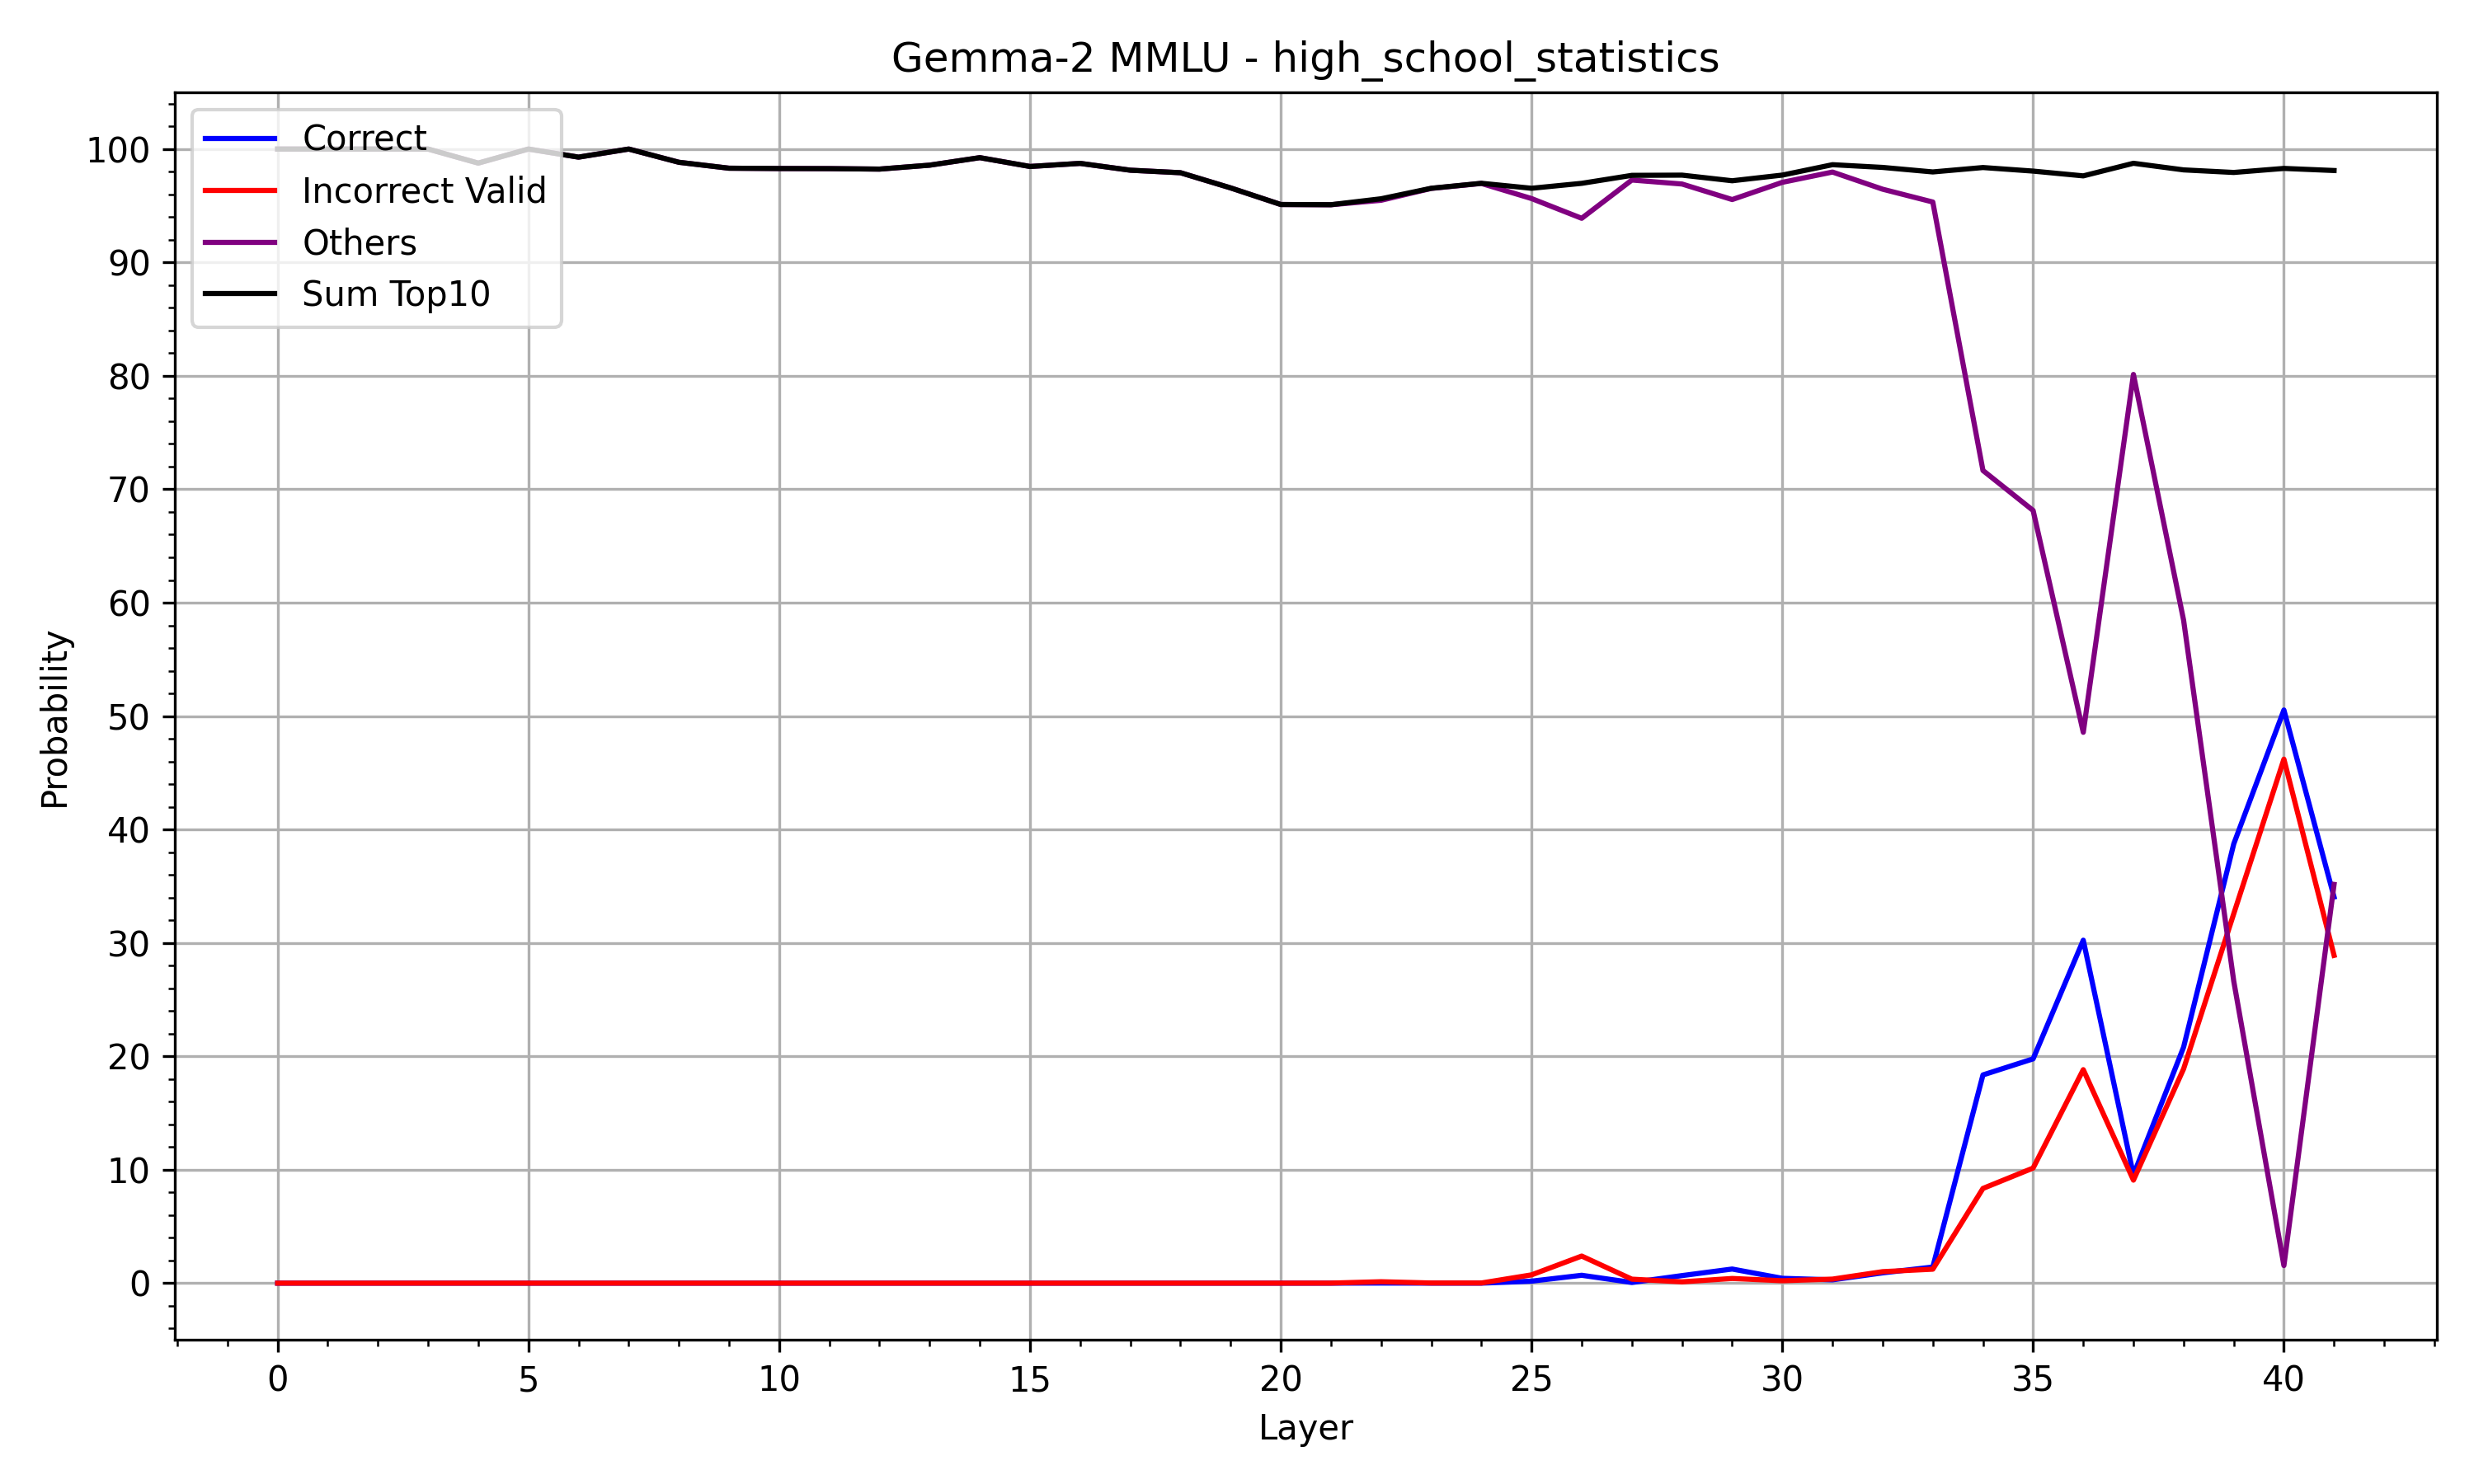 Gemma-2 MMLU - high_school_statistics
Correct
Incorrect Valid
Others
Sum Top10
100
90
80
70
60
50
40
30
20
10
0
Probability
0 5 10 15 20 25 30 35 40
Layer